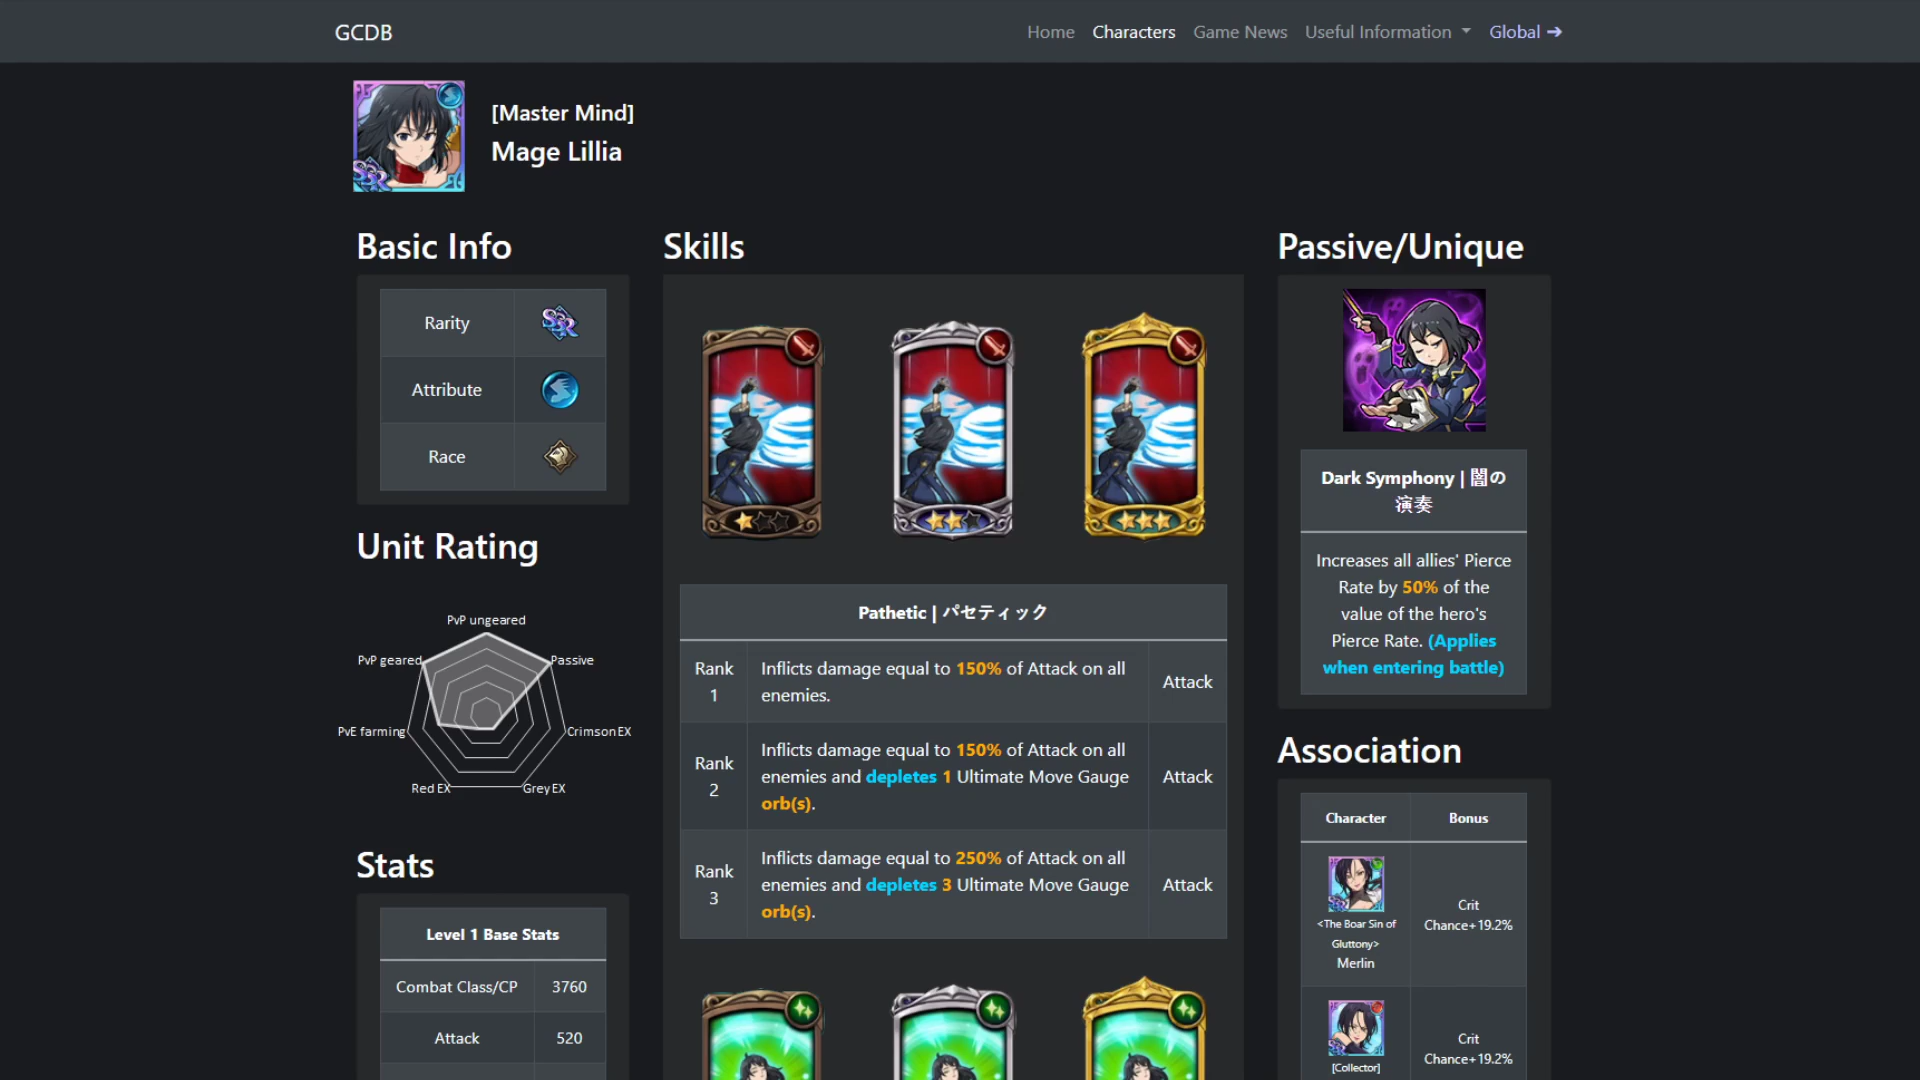 GCDB
Home Characters Game News Useful Information Global ➔
SSR
[Master Mind]
Mage Lillia
Basic Info
Rarity SSR
Attribute
Race
Unit Rating
PvP ungeared
PvP geared
Passive
PvE farming
Crimson EX
Red EX
Grey EX
Stats
Level 1 Base Stats
Combat Class/CP 3760
Attack 520
Skills
Pathetic | パセティック
Rank 1
Inflicts damage equal to 150% of Attack on all
enemies.
Attack
Rank 2
Inflicts damage equal to 150% of Attack on all
enemies and depletes 1 Ultimate Move Gauge
orb(s).
Attack
Rank 3
Inflicts damage equal to 250% of Attack on all
enemies and depletes 3 Ultimate Move Gauge
orb(s).
Attack
Passive/Unique
Dark Symphony | 闇の
演奏
Increases all allies' Pierce
Rate by 50% of the
value of the hero's
Pierce Rate. (Applies
when entering battle)
Association
Character Bonus
<The Boar Sin of
Gluttony>
Merlin
Crit
Chance+19.2%
[Collector]
Crit
Chance+19.2%